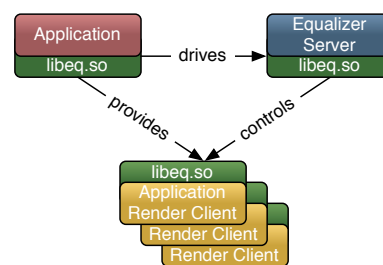 Application
libeq.so
drives
Equalizer
Server
libeq.so
provides
controls
libeq.so
Application
Render Client
Render Client
Render Client